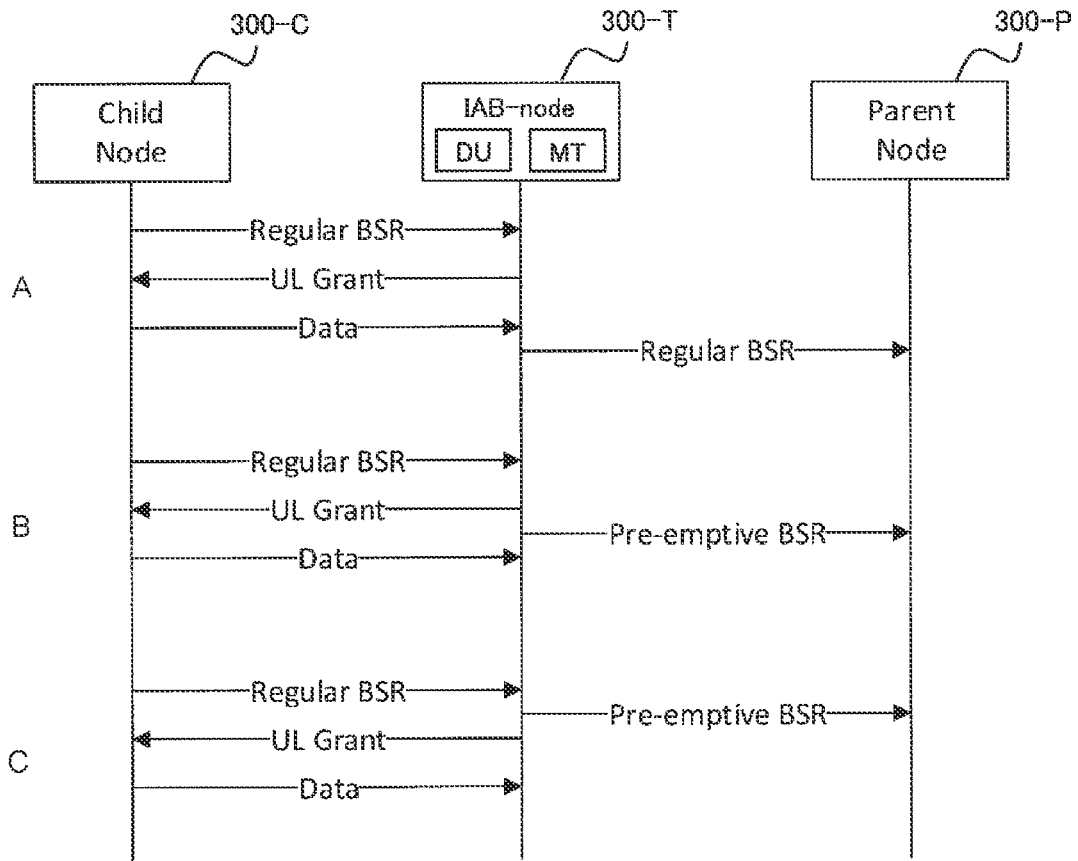 300-C
300-T
300-P
Child
Node
IAB-node
DU
MT
Parent
Node
Regular BSR
A
UL Grant
Data
Regular BSR
Regular BSR
B
UL Grant
Pre-emptive BSR
Data
Regular BSR
Pre-emptive BSR
C
UL Grant
Data